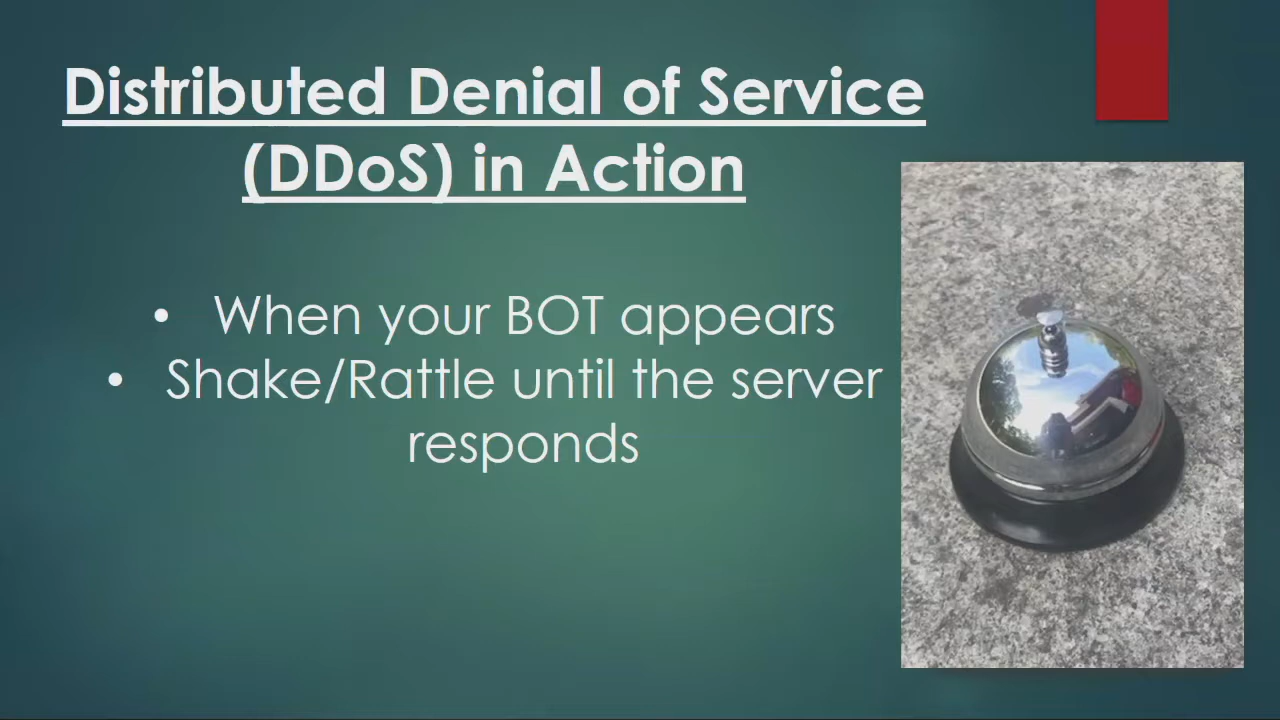 Distributed Denial of Service
(DDoS) in Action
• When your BOT appears
• Shake/Rattle until the server
responds